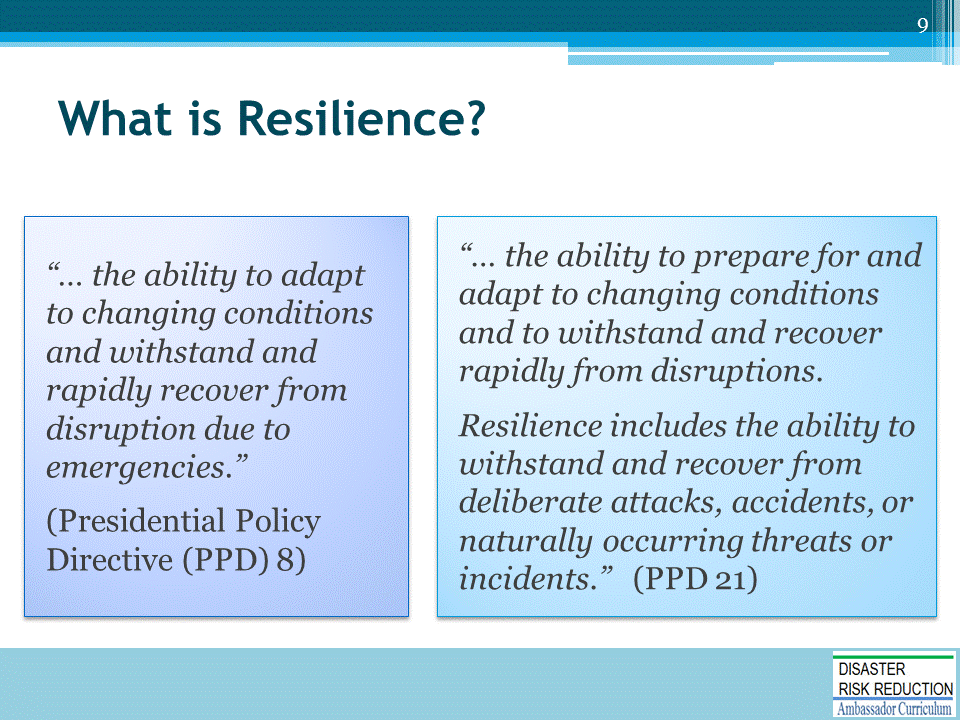 9
What is Resilience?
“… the ability to adapt
to changing conditions
and withstand and
rapidly recover from
disruption due to
emergencies.”
(Presidential Policy
Directive (PPD) 8)
“… the ability to prepare for and
adapt to changing conditions
and to withstand and recover
rapidly from disruptions.
Resilience includes the ability to
withstand and recover from
deliberate attacks, accidents, or
naturally occurring threats or
incidents.” (PPD 21)
DISASTER
RISK REDUCTION
Ambassador Curriculum